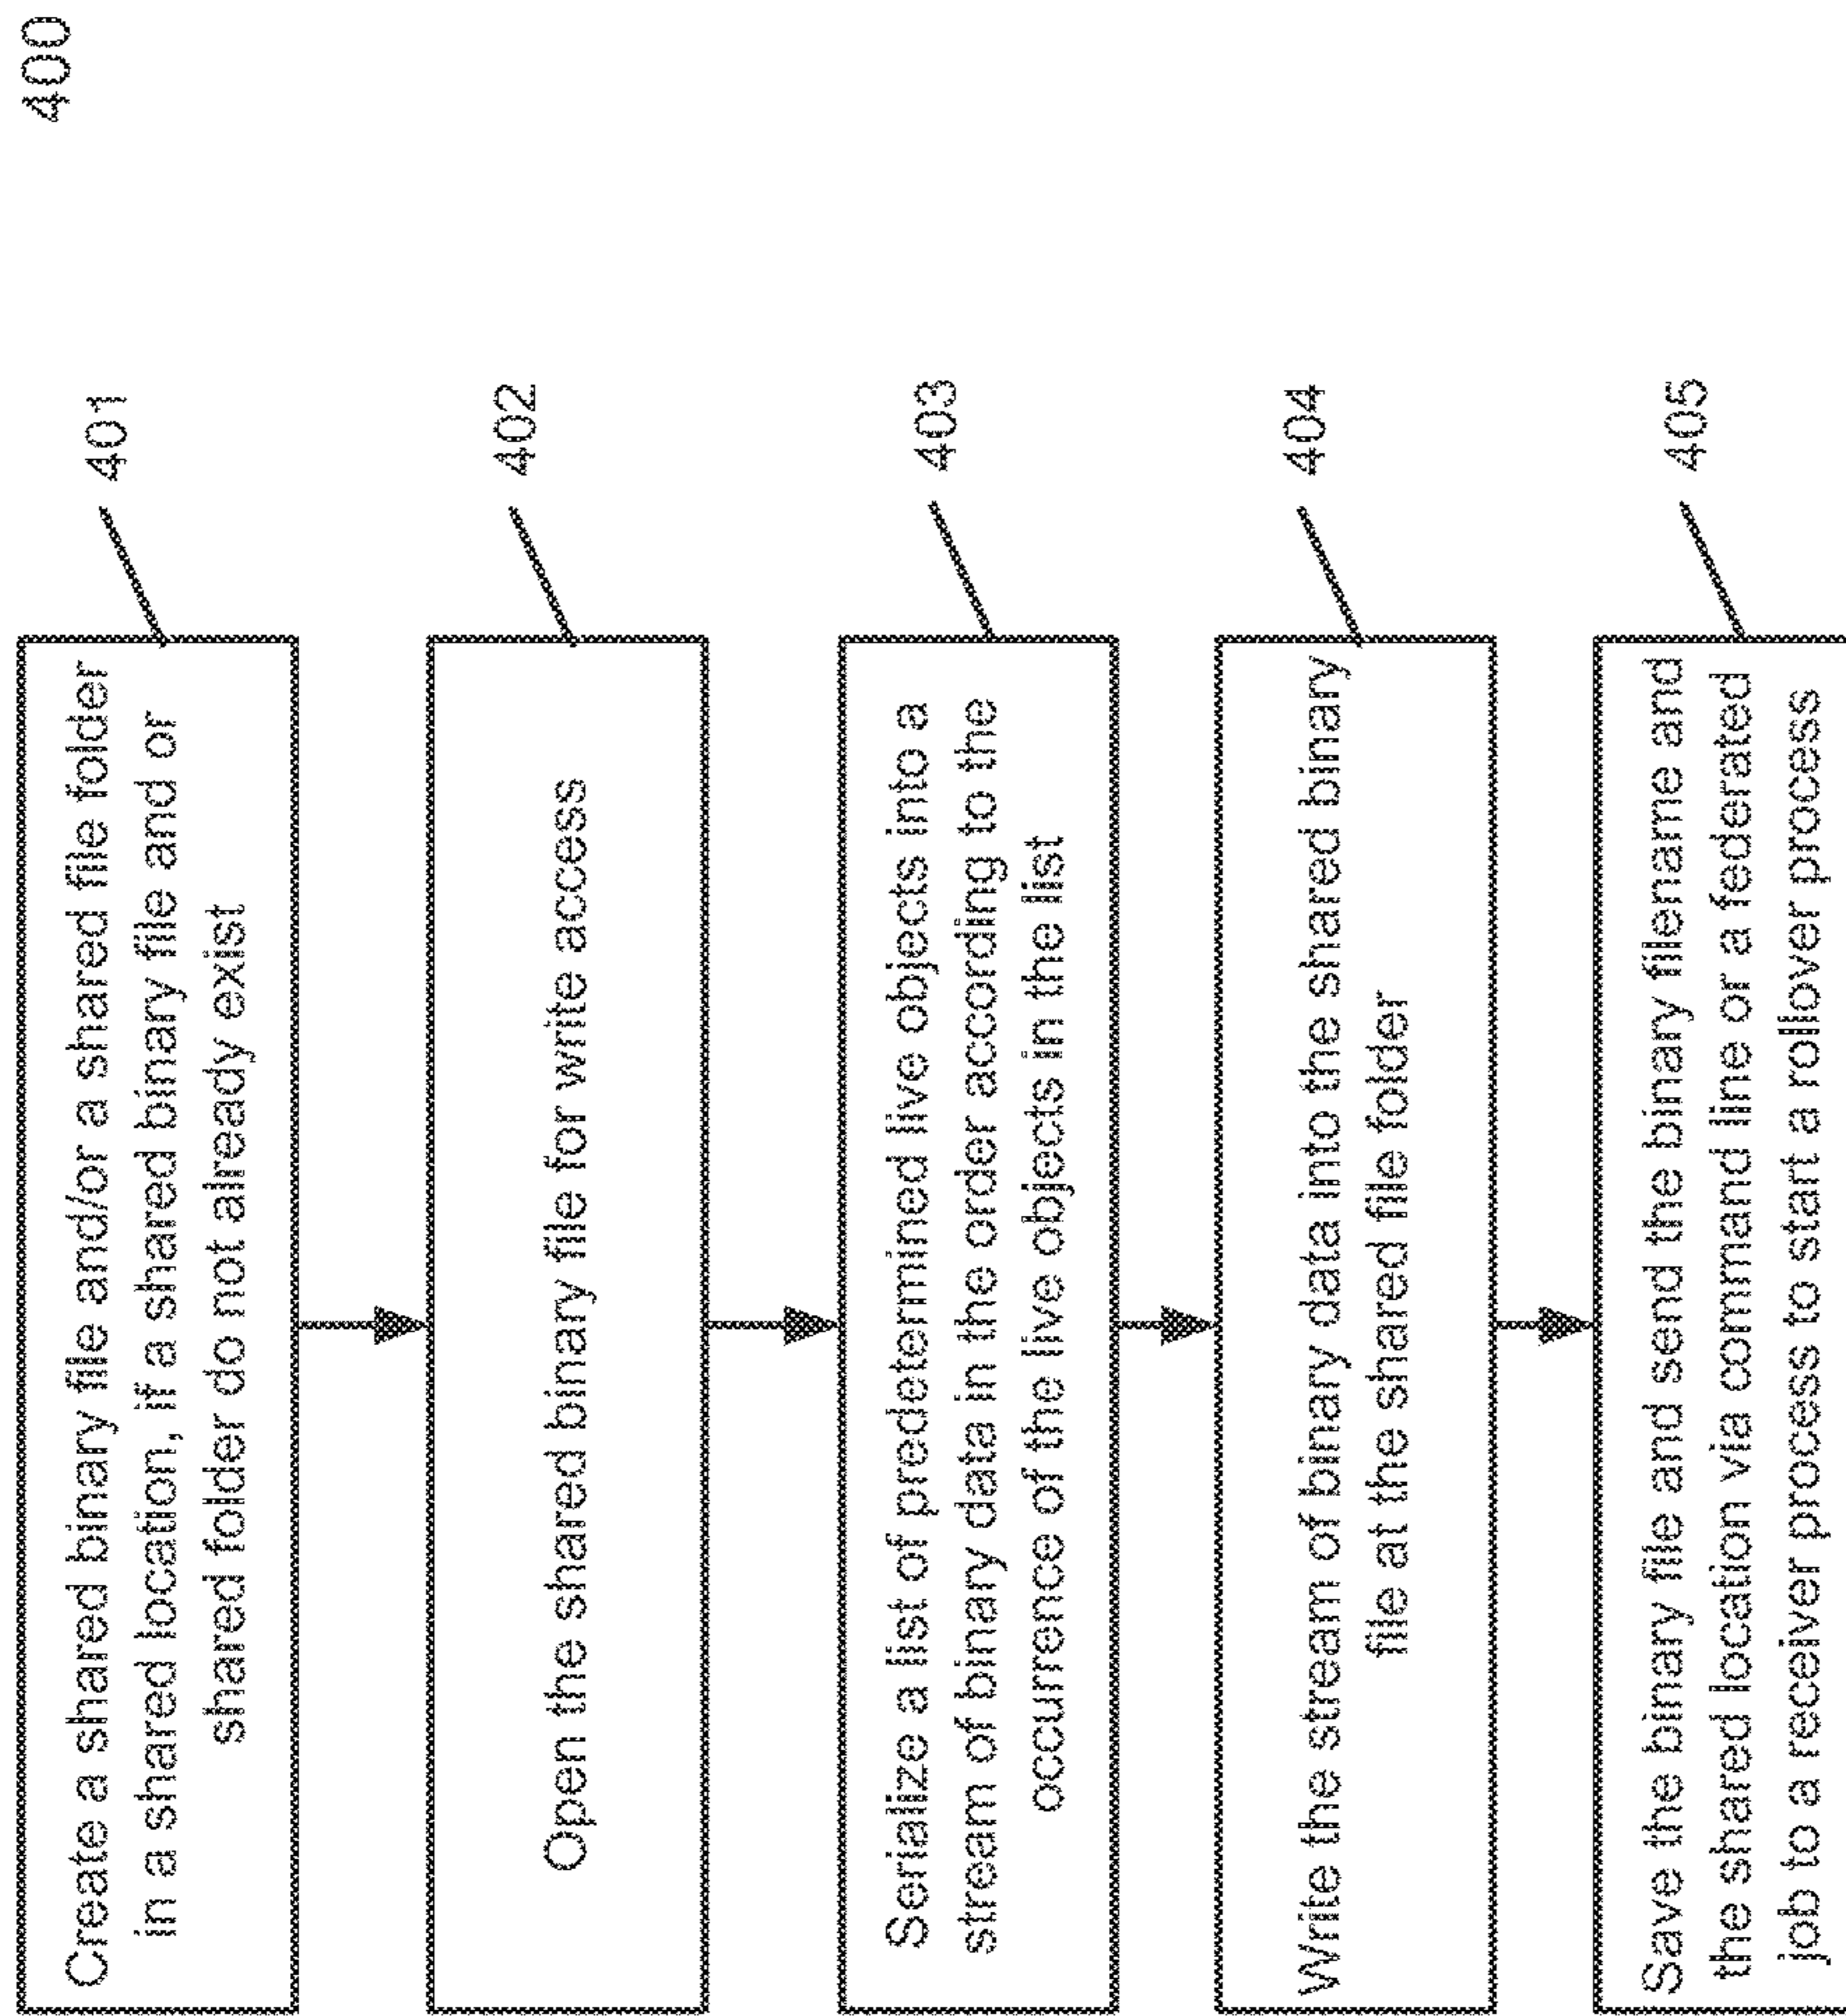 400
401
Create a shared binary file and/or a shared file folder
in a shared location, if a shared binary file and or
shared folder do not already exist
402
Open the shared binary file for write access
403
Serialize a list of predetermined live objects into a
stream of binary data in the order according to the
occurrence of the live objects in the list
404
Write the stream of binary data into the shared binary
file at the shared file folder
405
Save the binary file and send the binary filename and
the shared location via command line or a federated
job to a receiver process to start a rollover process